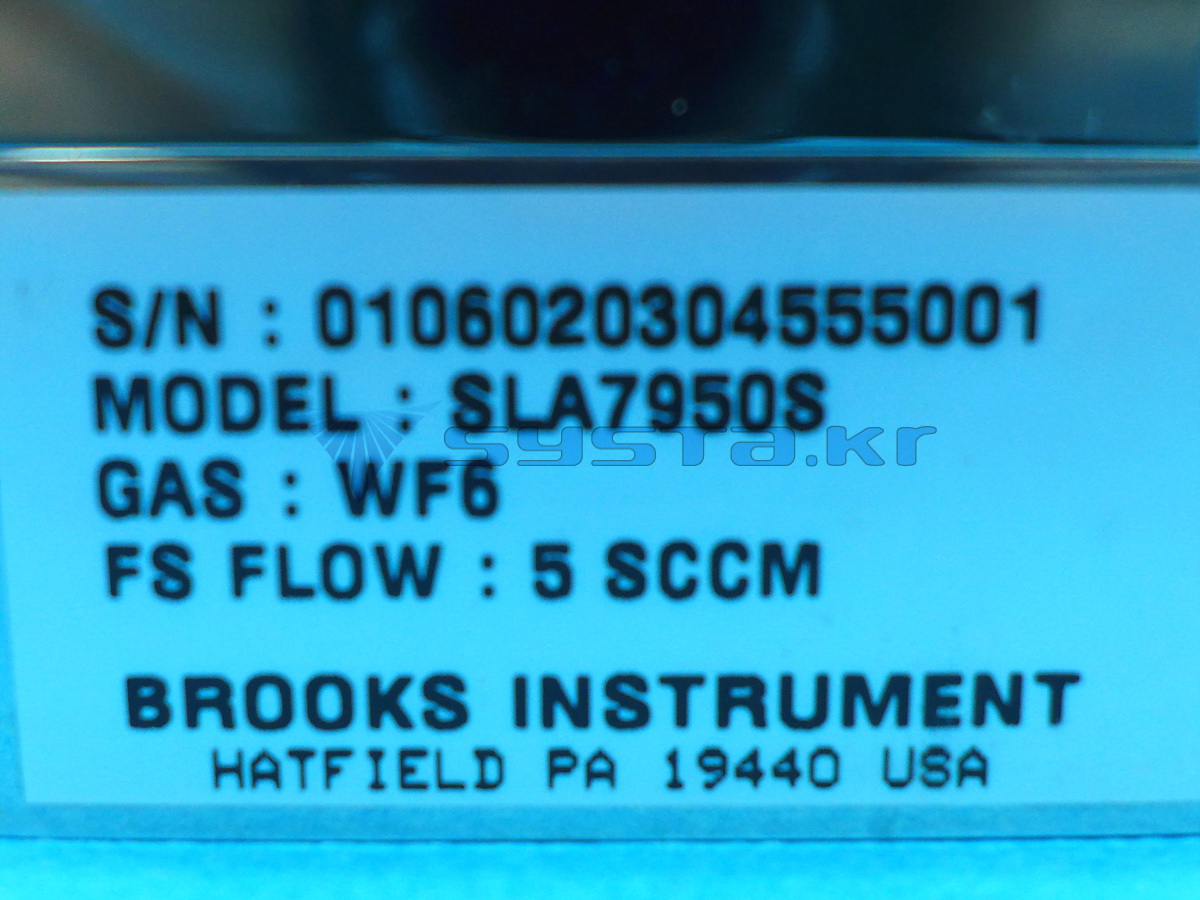 S/N : 0106020304555001
MODEL : SLA7950S
systa.kr
GAS : WF6
FS FLOW : 5 SCCM
BROOKS INSTRUMENT
HATFIELD PA 19440 USA